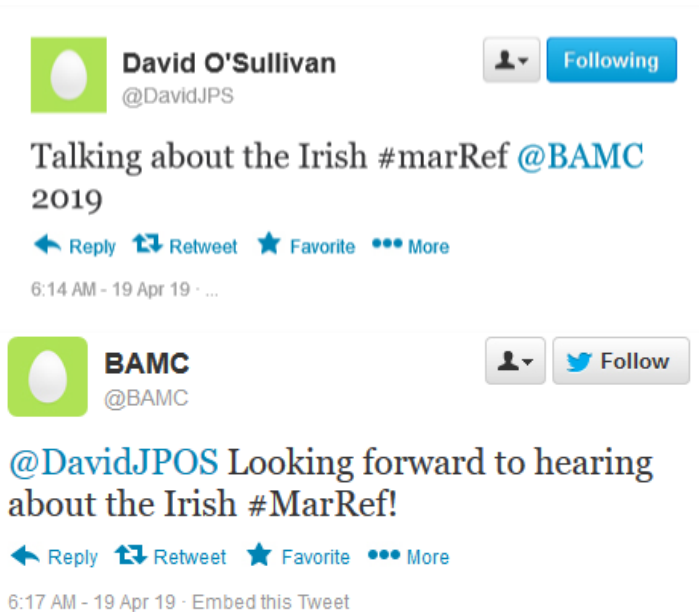 David O'Sullivan
Following
@DavidJPS
Talking about the Irish #marRef @BAMC
2019
Reply Retweet Favorite ••• More
6:14 AM - 19 Apr 19 · ...
BAMC
Follow
@BAMC
@DavidJPOS Looking forward to hearing
about the Irish #MarRef!
Reply Retweet Favorite ••• More
6:17 AM - 19 Apr 19 · Embed this Tweet